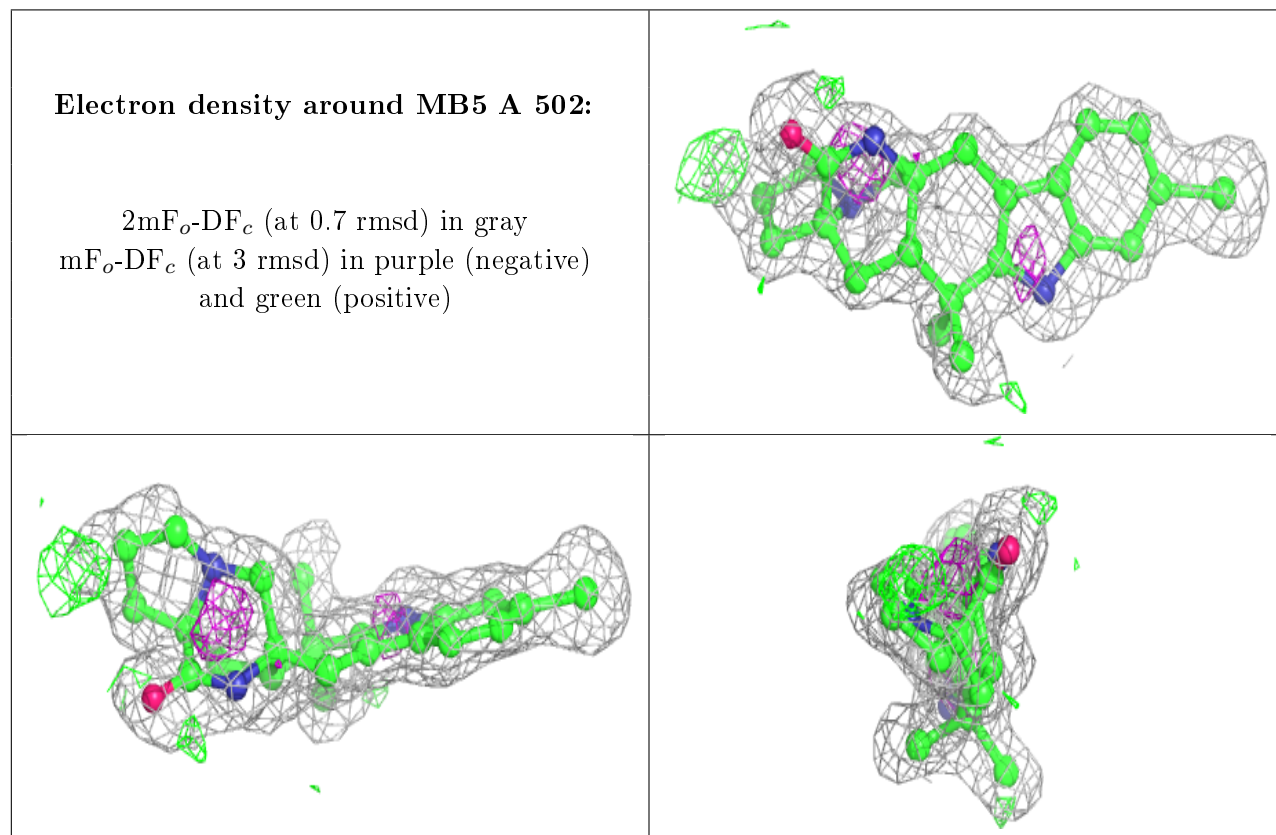 Electron density around MB5 A 502:
2mFo-DFc (at 0.7 rmsd) in gray
mFo-DFc (at 3 rmsd) in purple (negative)
and green (positive)